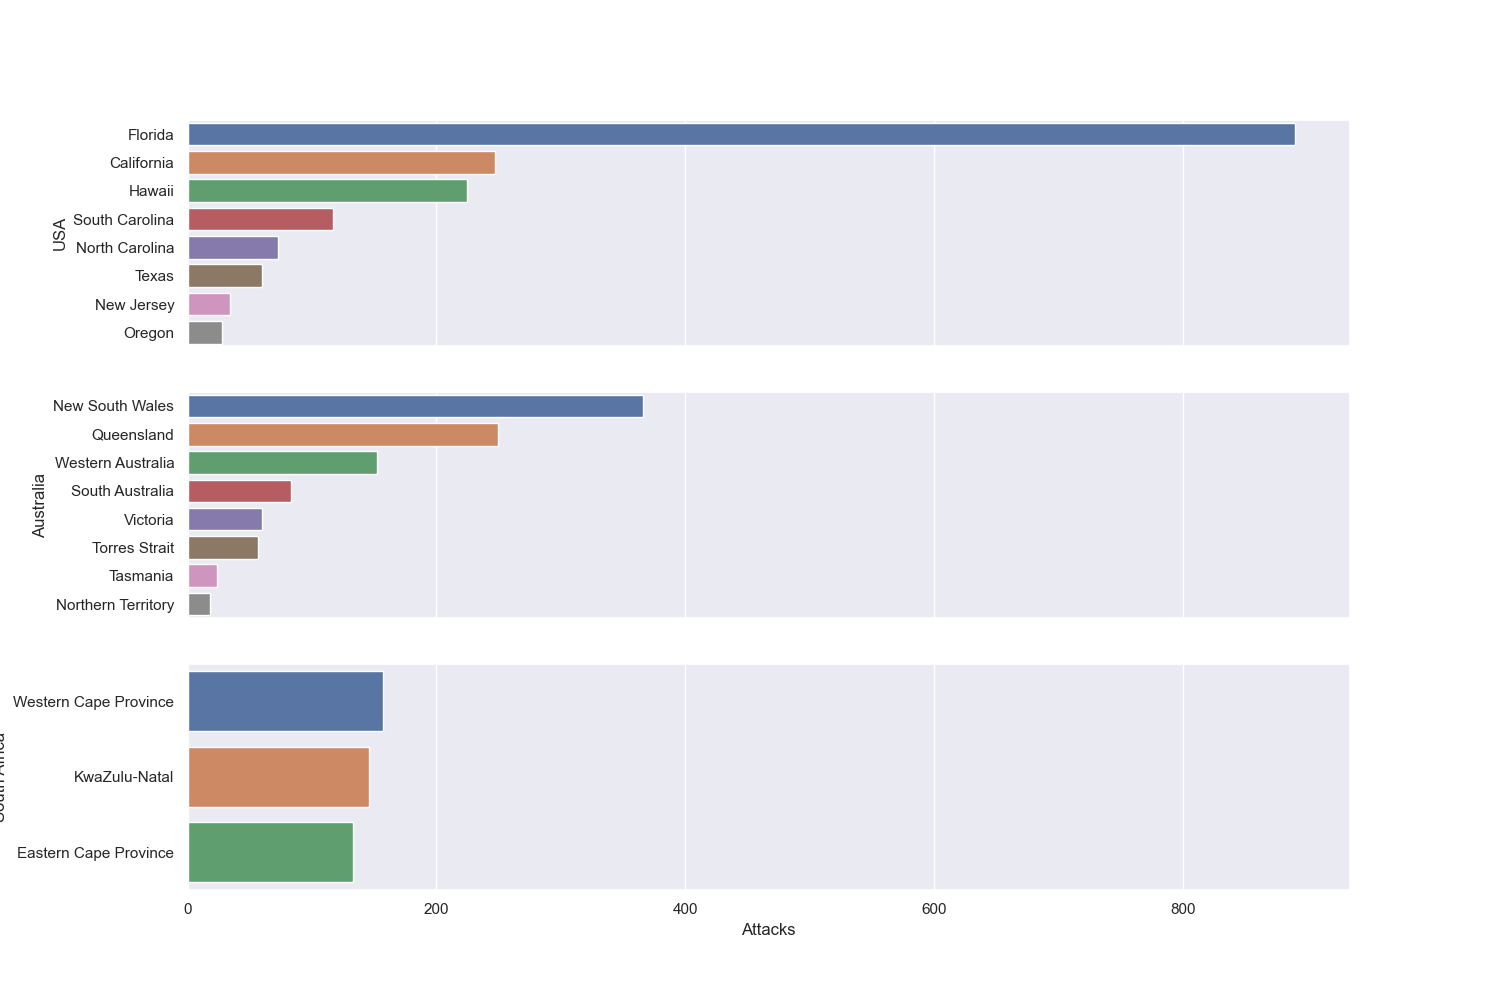 Florida
California
Hawaii
South Carolina
North Carolina
Texas
New Jersey
Oregon
USA
New South Wales
Queensland
Western Australia
South Australia
Victoria
Torres Strait
Tasmania
Northern Territory
Australia
Western Cape Province
KwaZulu-Natal
Eastern Cape Province
South Africa
0 200 400 600 800
Attacks